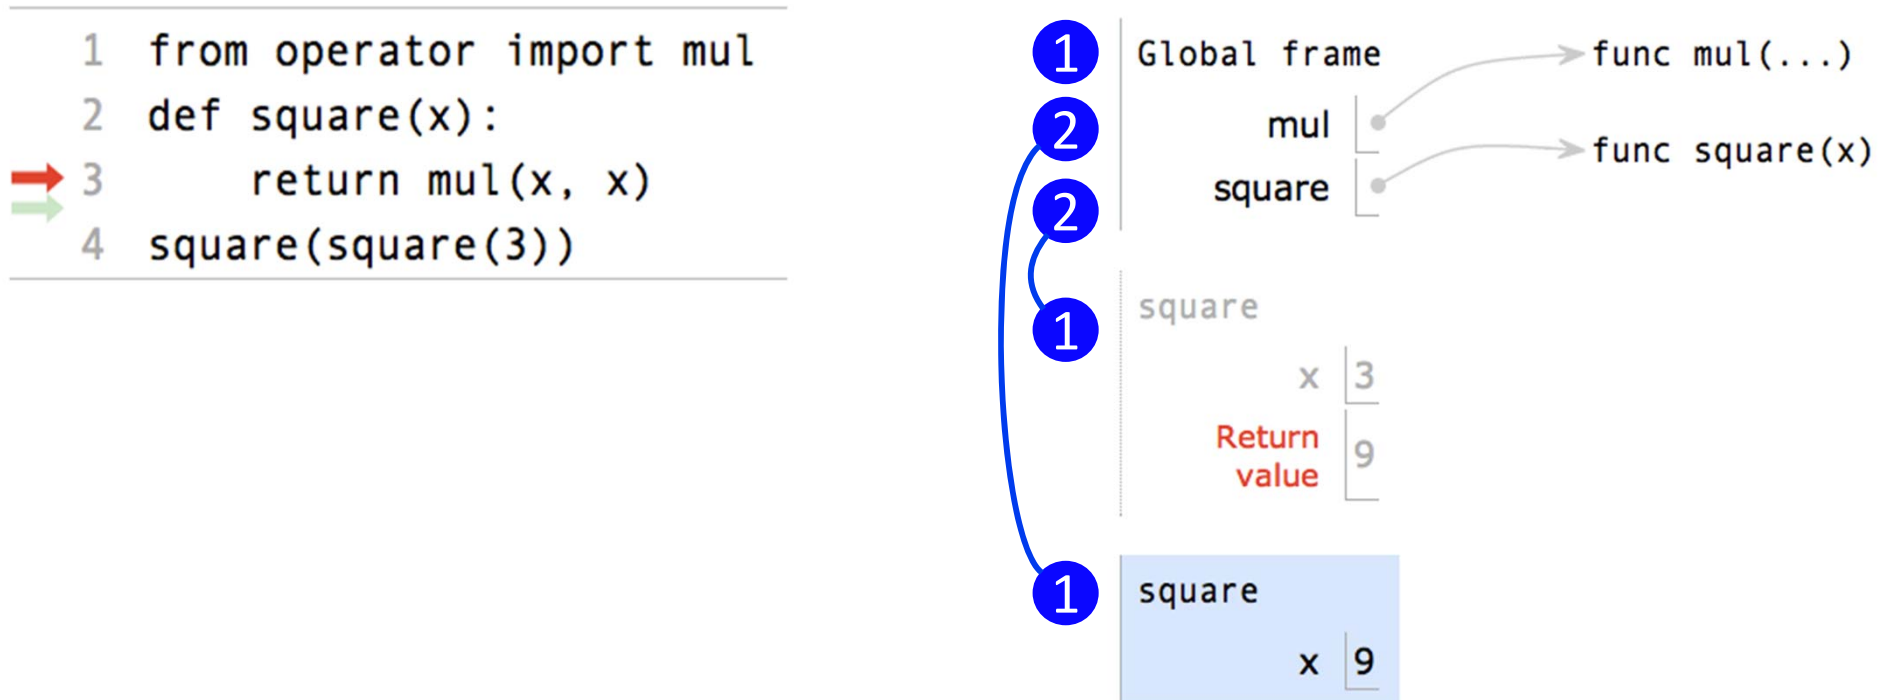 1 from operator import mul
2 def square(x):
3 return mul(x, x)
4 square(square(3))
1 Global frame
func mul(...)
2 mul
func square(x)
square
2
square
1
x 3
Return
value 9
1 square
x 9